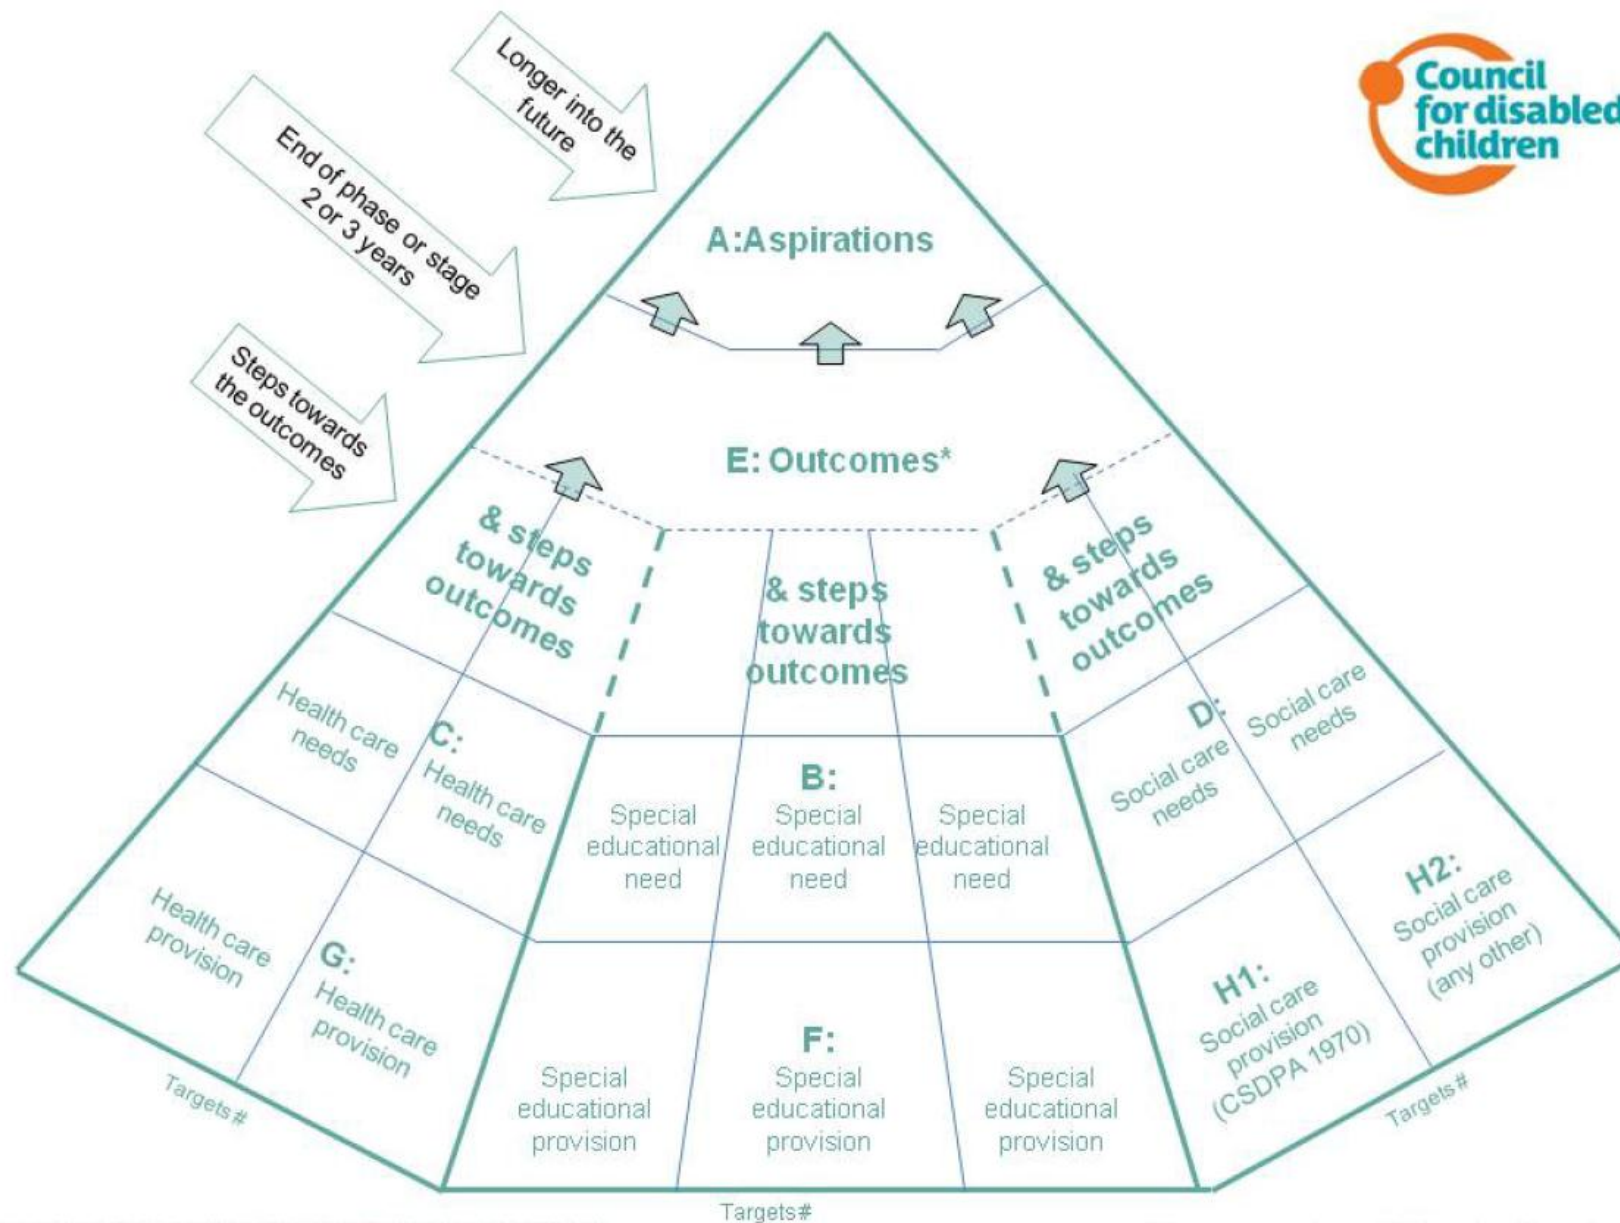 Longer into the
future
End of phase or stage
2 or 3 years
Steps towards
the outcomes
Council
for disabled
children
A:Aspirations
E: Outcomes*
& steps
towards
outcomes
& steps
towards
outcomes
& steps
towards
outcomes
Health care
needs
C:
Health care
needs
B:
Special
educational
need
Special
educational
need
Special
educational
need
D:
Social care
needs
Social care
needs
Health care
provision
G:
Health care
provision
F:
Special
educational
provision
Special
educational
provision
Special
educational
provision
H1:
Social care
provision
(CSDPA 1970)
H2:
Social care
provision
(any other)
Targets#
Targets#
Targets#